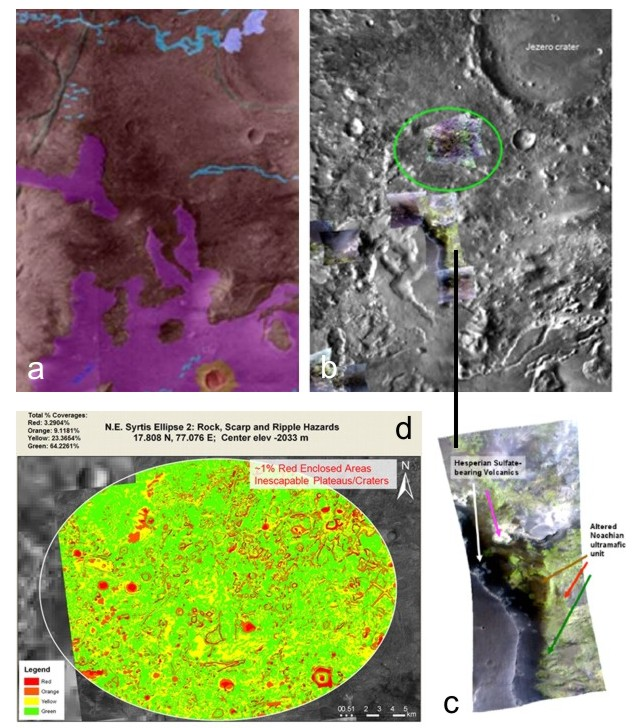 a
Jezero crater
b
Total % Coverages:
Red: 3.2904%
Orange: 9.1181%
Yellow: 23.3654%
Green: 64.2261%
N.E. Syrtis Ellipse 2: Rock, Scarp and Ripple Hazards
17.808 N, 77.076 E; Center elev -2033 m
d
~1% Red Enclosed Areas
Inescapable Plateaus/Craters
N
Legend
Red
Orange
Yellow
Green
0 0.5 1 2 3 4 5
km
Hesperian Sulfate-
bearing Volcanics
Altered
Noachian
ultramafic
unit
c